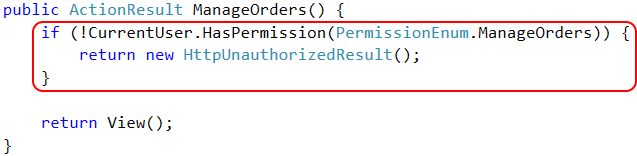 public ActionResult ManageOrders() {
    if (!CurrentUser.HasPermission(PermissionEnum.ManageOrders)) {
        return new HttpUnauthorizedResult();
    }

    return View();
}